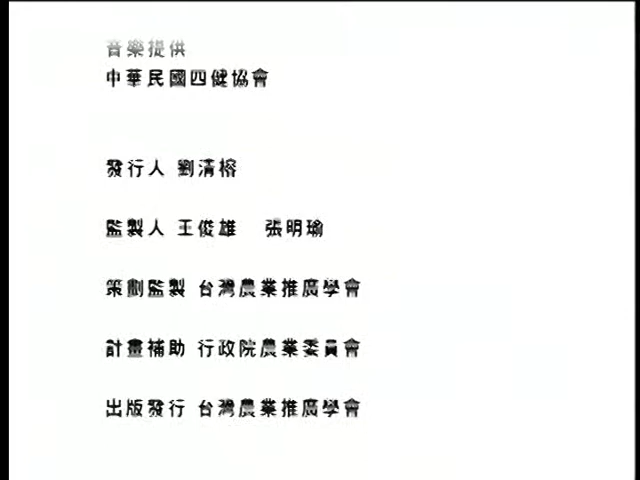 音樂提供
中華民國四健協會
發行人 劉清榕
監製人 王俊雄 張明瑜
策劃監製 台灣農業推廣學會
計畫補助 行政院農業委員會
出版發行 台灣農業推廣學會